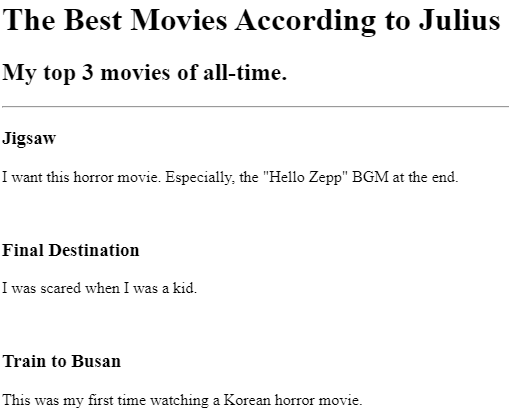 The Best Movies According to Julius
My top 3 movies of all-time.
Jigsaw
I want this horror movie. Especially, the "Hello Zepp" BGM at the end.
Final Destination
I was scared when I was a kid.
Train to Busan
This was my first time watching a Korean horror movie.